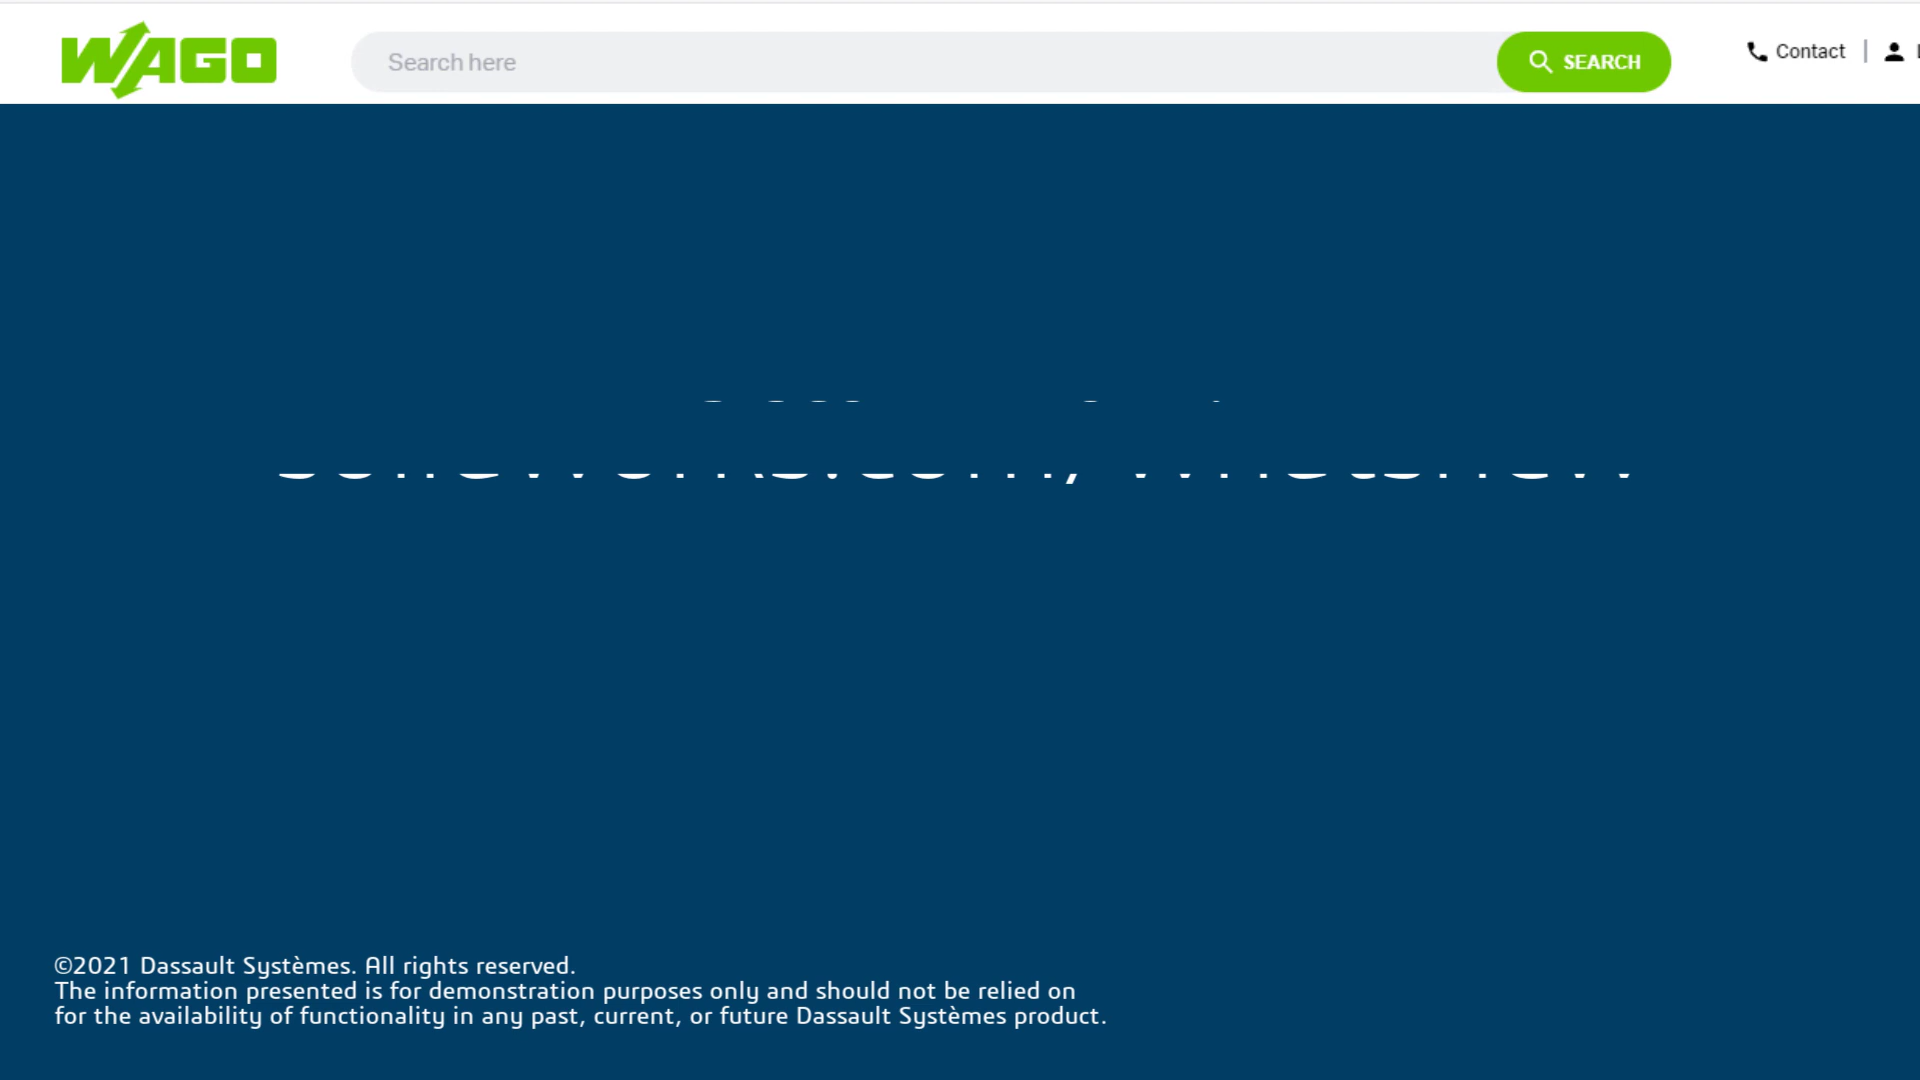 WAGO
Search here
SEARCH
Contact
©2021 Dassault Systèmes. All rights reserved.
The information presented is for demonstration purposes only and should not be relied on
for the availability of functionality in any past, current, or future Dassault Systèmes product.